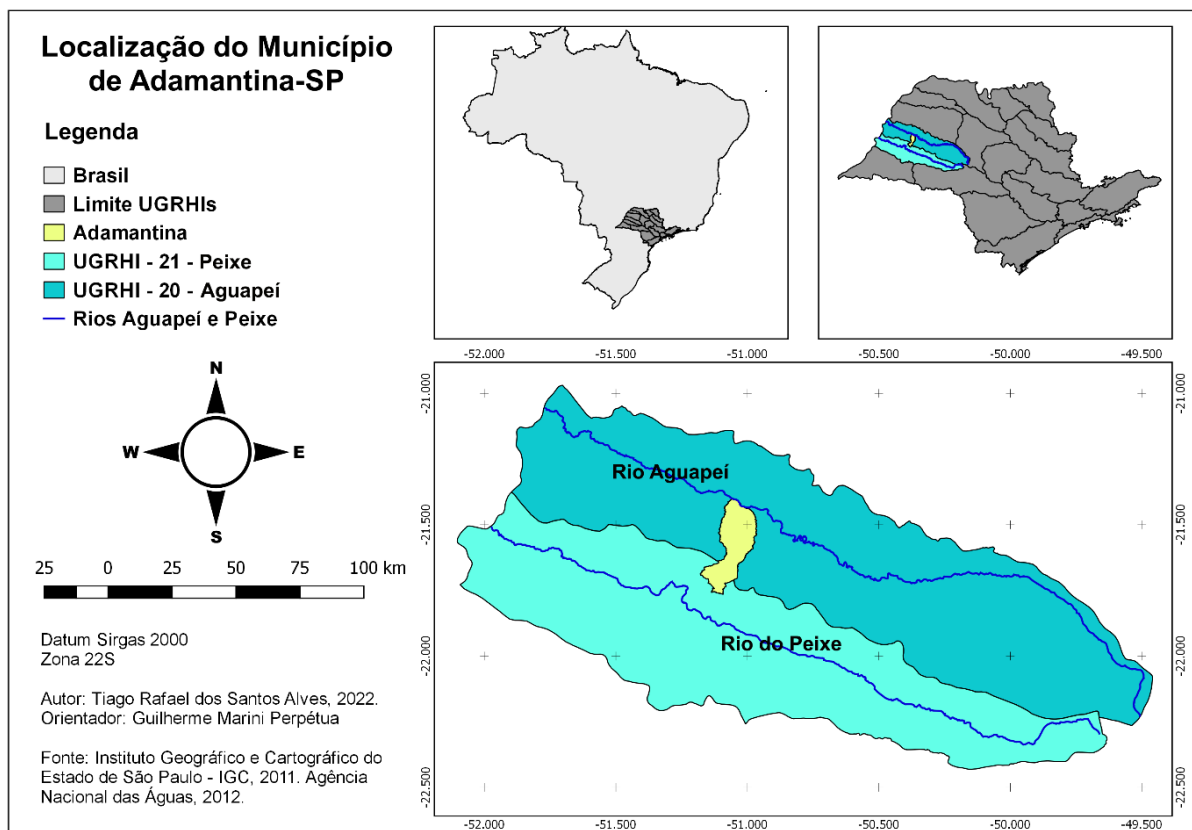 Localização do Município
de Adamantina-SP
Legenda
Brasil
Limite UGRHIs
Adamantina
UGRHI - 21 - Peixe
UGRHI - 20 - Aguapeí
Rios Aguapeí e Peixe
N
W
E
S
25 0 25 50 75 100 km
Datum Sirgas 2000
Zona 22S
Autor: Tiago Rafael dos Santos Alves, 2022.
Orientador: Guilherme Marini Perpétua
Fonte: Instituto Geográfico e Cartográfico do
Estado de São Paulo - IGC, 2011. Agência
Nacional das Águas, 2012.
-52.000 -51.500 -51.000 -50.500 -50.000 -49.500
-21.000
-21.500
-22.000
-22.500
Rio Aguapeí
Rio do Peixe
-21.000
-21.500
-22.000
-22.500
-52.000 -51.500 -51.000 -50.500 -50.000 -49.500